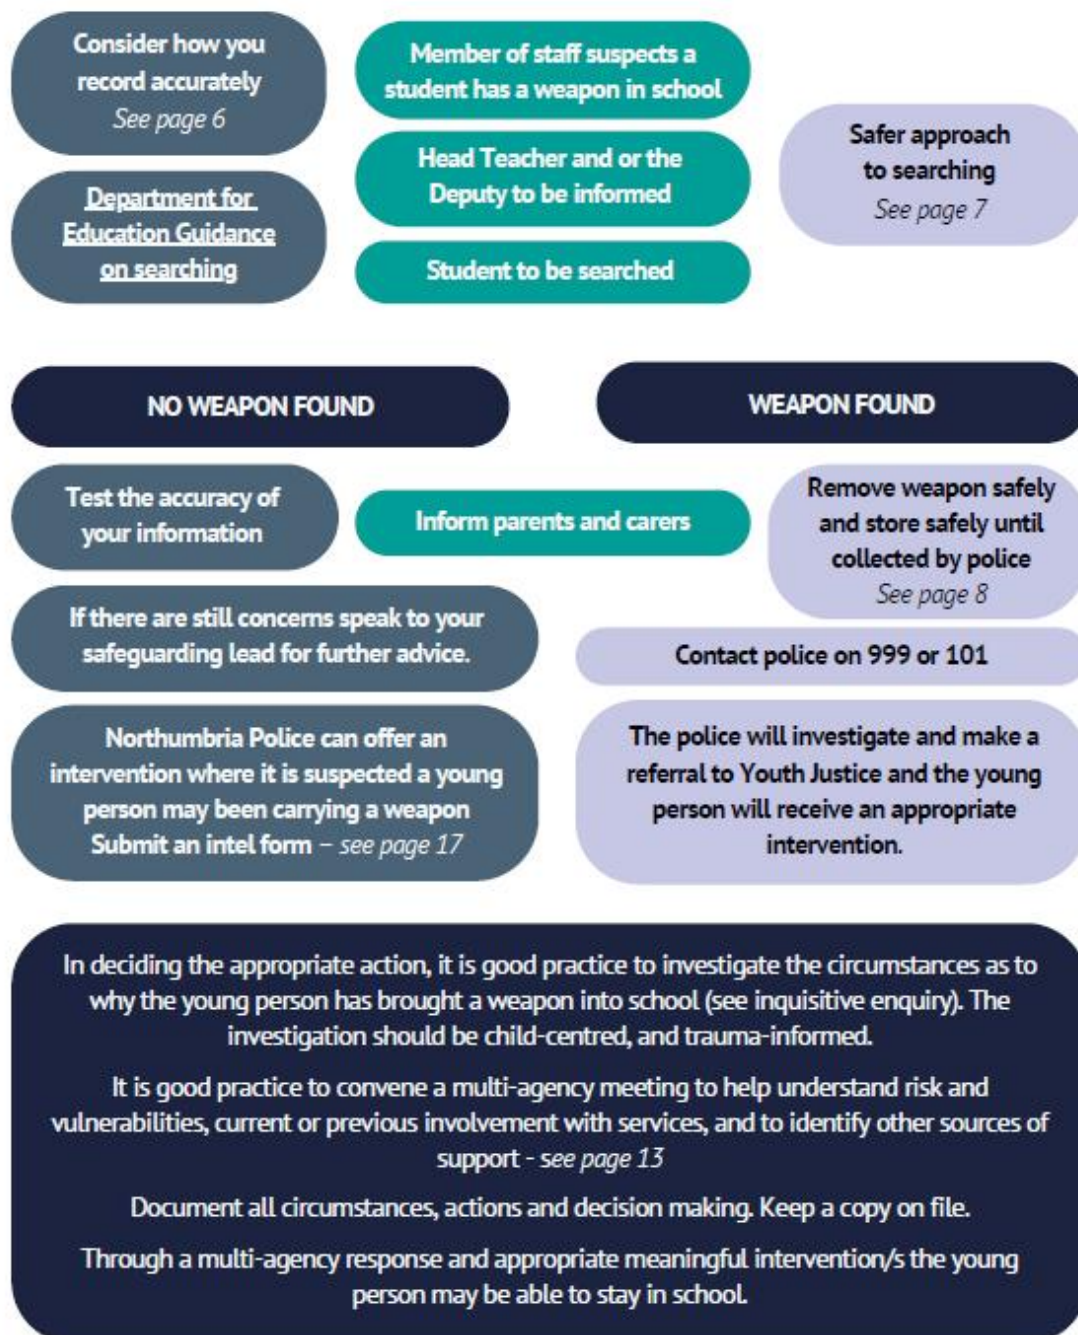 Consider how you
record accurately
See page 6
Member of staff suspects a
student has a weapon in school
Head Teacher and or the
Deputy to be informed
Safer approach
to searching
See page 7
Department for
Education Guidance
on searching
Student to be searched
NO WEAPON FOUND
WEAPON FOUND
Test the accuracy of
your information
Inform parents and carers
Remove weapon safely
and store safely until
collected by police
See page 8
If there are still concerns speak to your
safeguarding lead for further advice.
Contact police on 999 or 101
Northumbria Police can offer an
intervention where it is suspected a young
person may been carrying a weapon
Submit an intel form – see page 17
The police will investigate and make a
referral to Youth Justice and the young
person will receive an appropriate
intervention.
In deciding the appropriate action, it is good practice to investigate the circumstances as to
why the young person has brought a weapon into school (see inquisitive enquiry). The
investigation should be child-centred, and trauma-informed.
It is good practice to convene a multi-agency meeting to help understand risk and
vulnerabilities, current or previous involvement with services, and to identify other sources of
support - see page 13
Document all circumstances, actions and decision making. Keep a copy on file.
Through a multi-agency response and appropriate meaningful intervention/s the young
person may be able to stay in school.